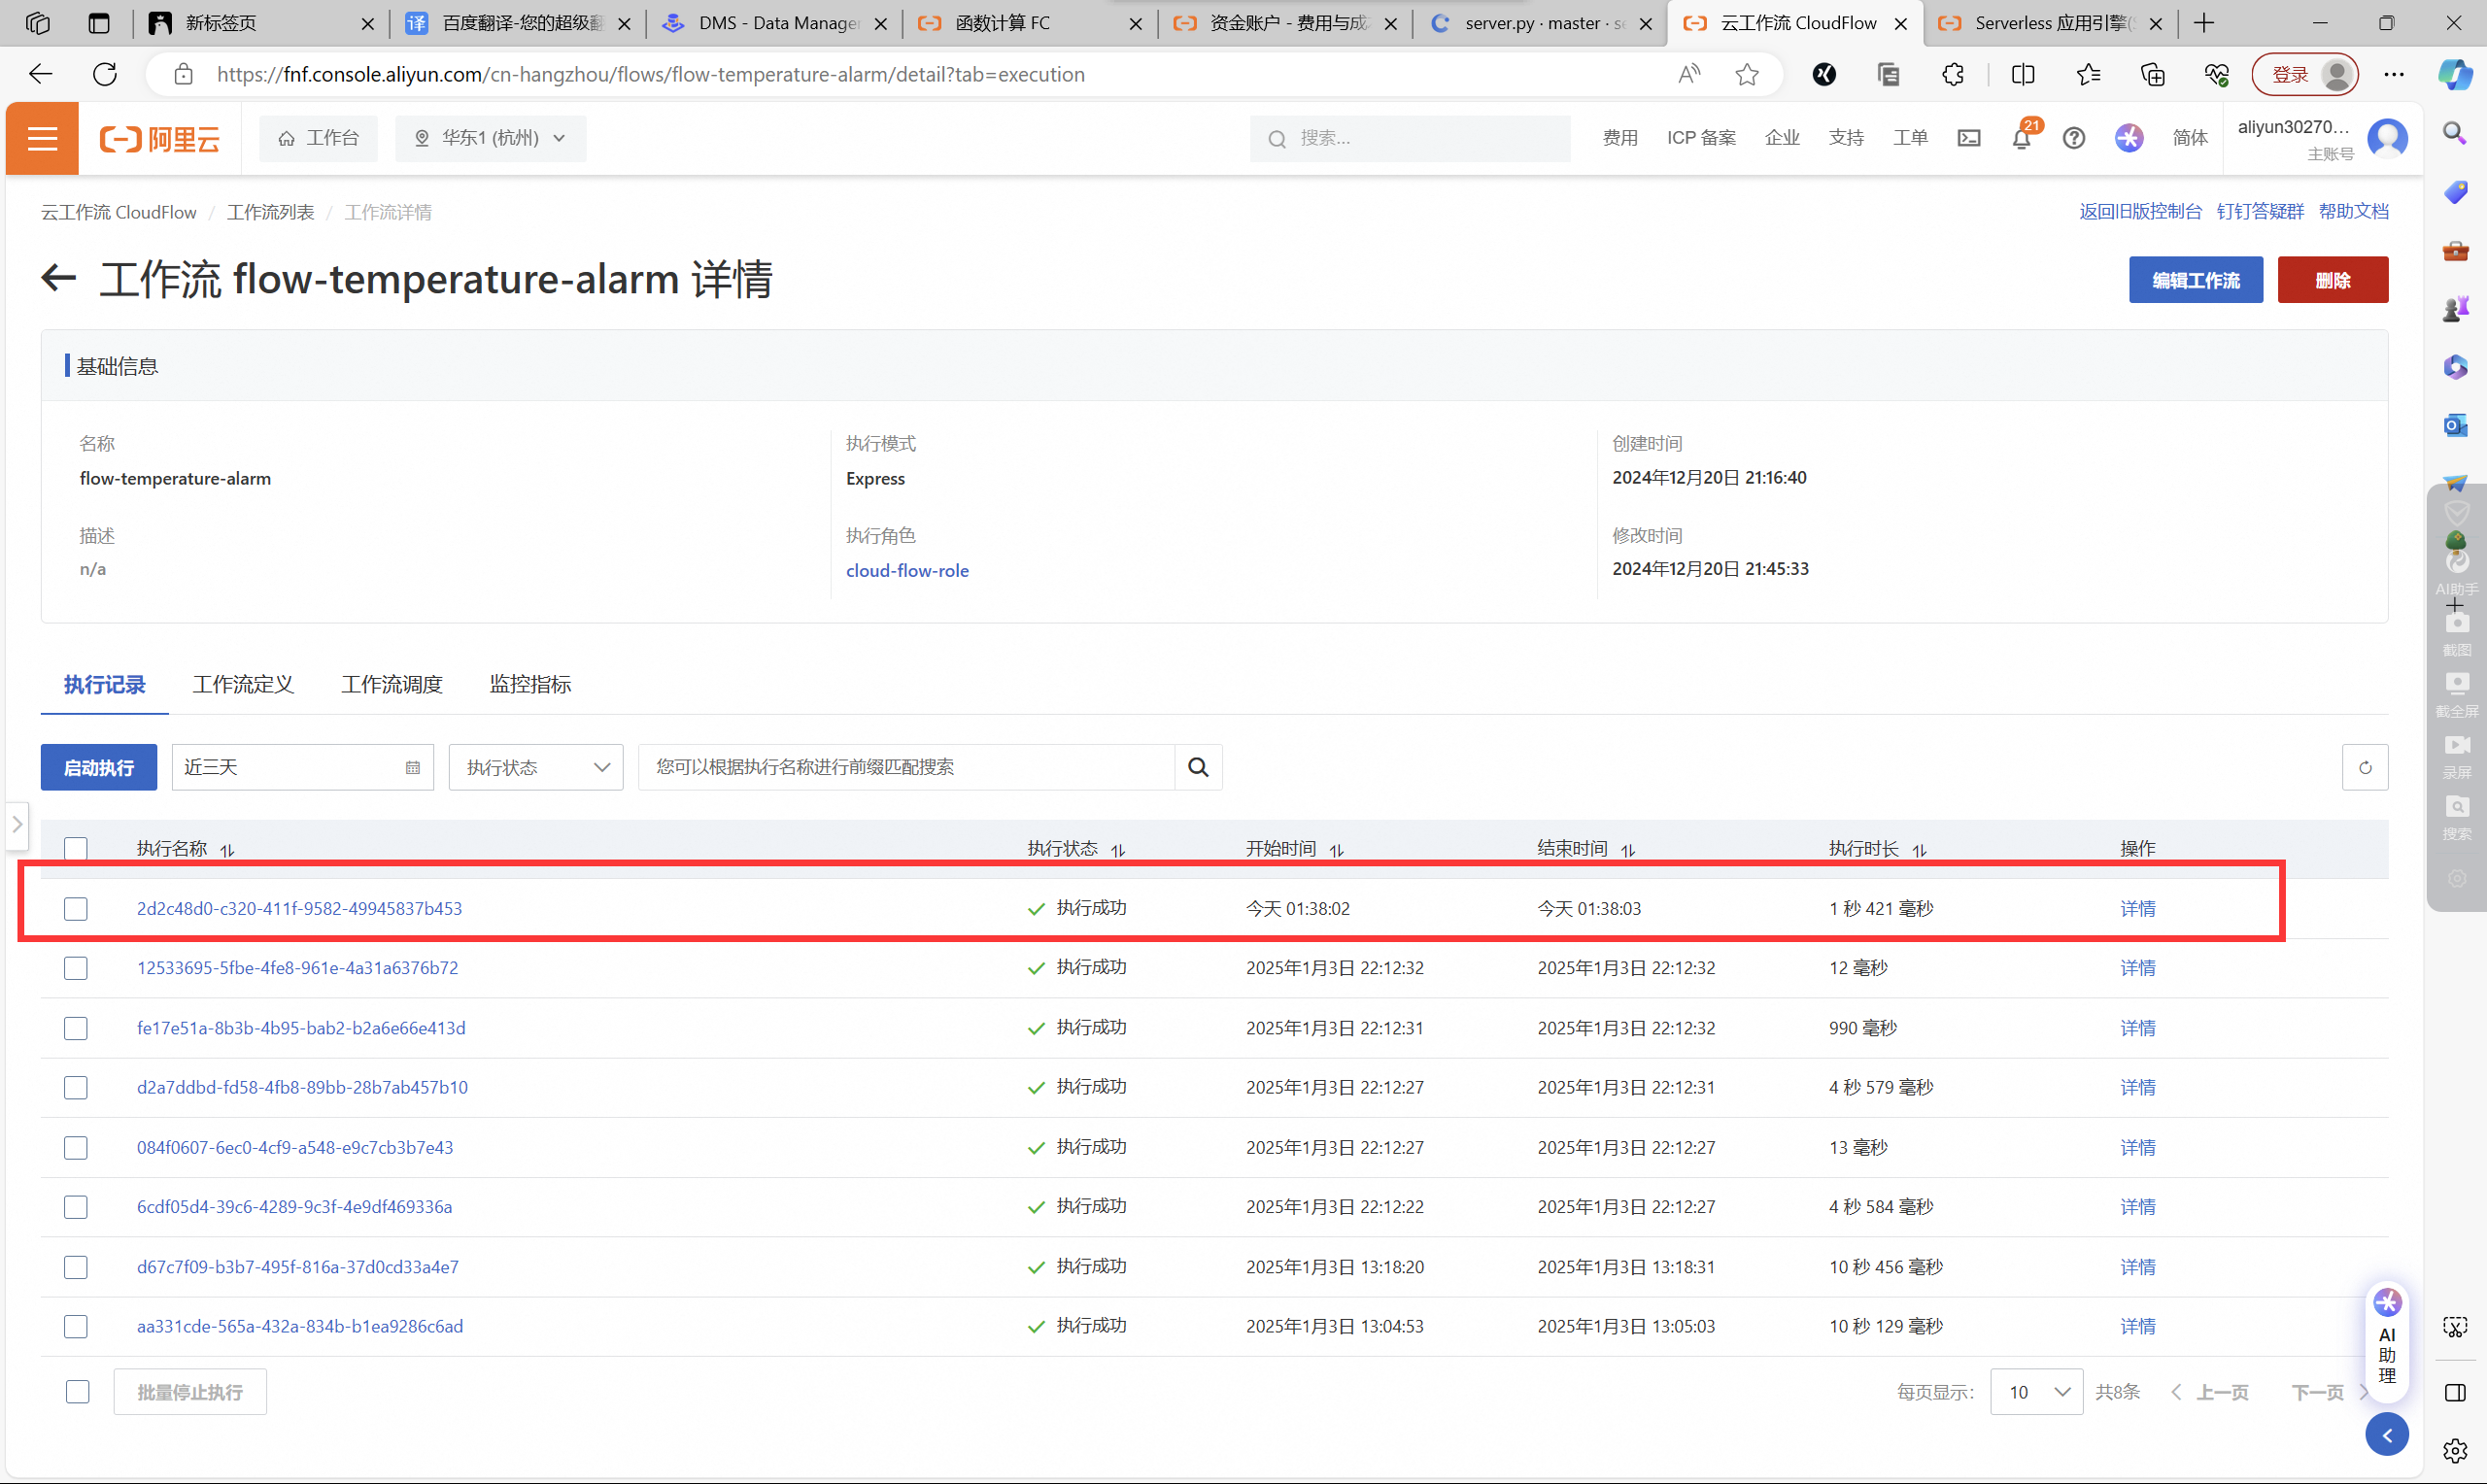 新标签页
百度翻译-您的超级翻
DMS - Data Manage
函数计算 FC
资金账户 - 费用与成
server.py · master · se
云工作流 CloudFlow
Serverless 应用引擎(
https://fnf.console.aliyun.com/cn-hangzhou/flows/flow-temperature-alarm/detail?tab=execution
登录
阿里云
工作台
华东1 (杭州)
搜索...
费用 ICP 备案 企业 支持 工单 21 简体 aliyun30270...
主账号
云工作流 CloudFlow / 工作流列表 / 工作流详情
返回旧版控制台 钉钉答疑群 帮助文档
工作流 flow-temperature-alarm 详情
编辑工作流 删除
基础信息
名称 执行模式 创建时间
flow-temperature-alarm Express 2024年12月20日 21:16:40
描述 执行角色 修改时间
n/a cloud-flow-role 2024年12月20日 21:45:33
执行记录 工作流定义 工作流调度 监控指标
启动执行 近三天 执行状态 您可以根据执行名称进行前缀匹配搜索
执行名称 执行状态 开始时间 结束时间 执行时长 操作
2d2c48d0-c320-411f-9582-49945837b453 执行成功 今天 01:38:02 今天 01:38:03 1 秒 421 毫秒 详情
12533695-5fbe-4fe8-961e-4a31a6376b72 执行成功 2025年1月3日 22:12:32 2025年1月3日 22:12:32 12 毫秒 详情
fe17e51a-8b3b-4b95-bab2-b2a6e66e413d 执行成功 2025年1月3日 22:12:31 2025年1月3日 22:12:32 990 毫秒 详情
d2a7ddbd-fd58-4fb8-89bb-28b7ab457b10 执行成功 2025年1月3日 22:12:27 2025年1月3日 22:12:31 4 秒 579 毫秒 详情
084f0607-6ec0-4cf9-a548-e9c7cb3b7e43 执行成功 2025年1月3日 22:12:27 2025年1月3日 22:12:27 13 毫秒 详情
6cdf05d4-39c6-4289-9c3f-4e9df469336a 执行成功 2025年1月3日 22:12:22 2025年1月3日 22:12:27 4 秒 584 毫秒 详情
d67c7f09-b3b7-495f-816a-37d0cd33a4e7 执行成功 2025年1月3日 13:18:20 2025年1月3日 13:18:31 10 秒 456 毫秒 详情
aa331cde-565a-432a-834b-b1ea9286c6ad 执行成功 2025年1月3日 13:04:53 2025年1月3日 13:05:03 10 秒 129 毫秒 详情
批量停止执行
每页显示: 10 共8条 上一页 下一页
AI
助
理
AI助手
截图
截全屏
录屏
搜索